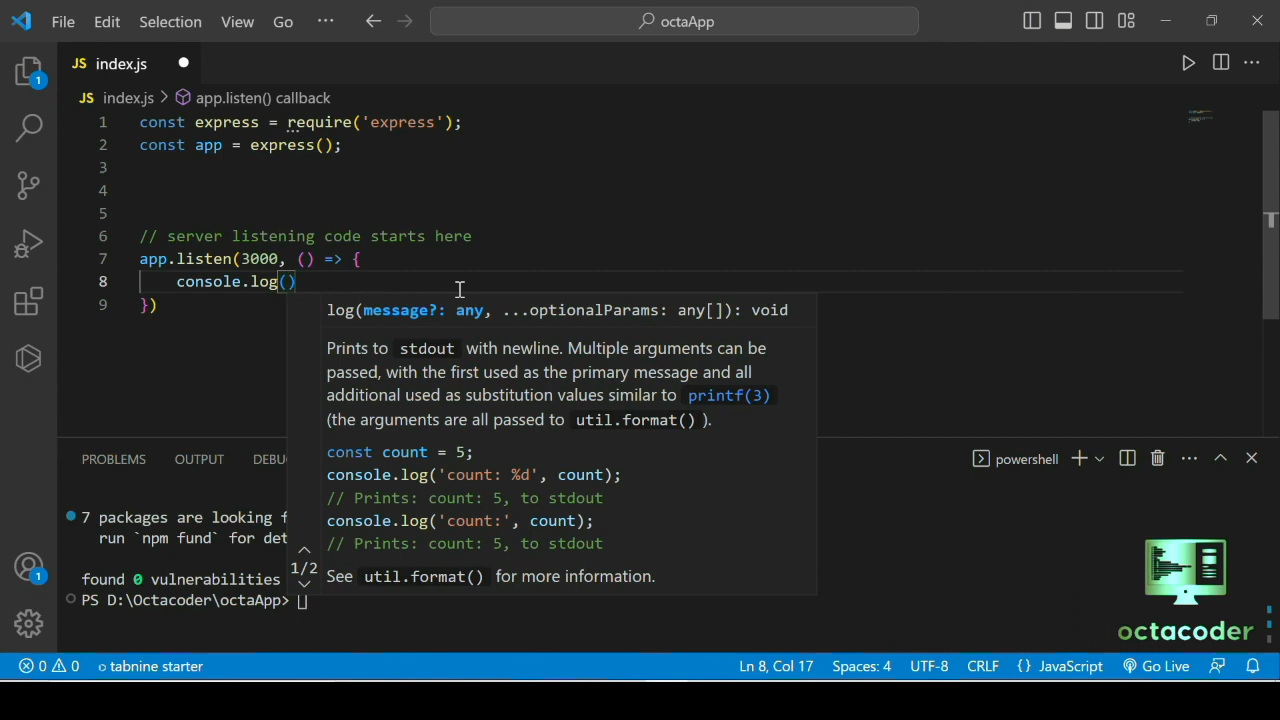 File Edit Selection View Go ··· octaApp
JS index.js
JS index.js > app.listen() callback
1 const express = require('express');
2 const app = express();
3
4
5
6 // server listening code starts here
7 app.listen(3000, () => {
8 console.log()
9 })
log(message?: any, ...optionalParams: any[]): void
Prints to stdout with newline. Multiple arguments can be
passed, with the first used as the primary message and all
additional used as substitution values similar to printf(3)
(the arguments are all passed to util.format() ).
const count = 5;
console.log('count: %d', count);
// Prints: count: 5, to stdout
console.log('count:', count);
// Prints: count: 5, to stdout
1/2 See util.format() for more information.
PROBLEMS OUTPUT DEBU powershell
7 packages are looking f
run `npm fund` for det
found 0 vulnerabilities
PS D:\Octacoder\octaApp>
1
1
octacoder
0 0 tabnine starter Ln 8, Col 17 Spaces: 4 UTF-8 CRLF {} JavaScript Go Live